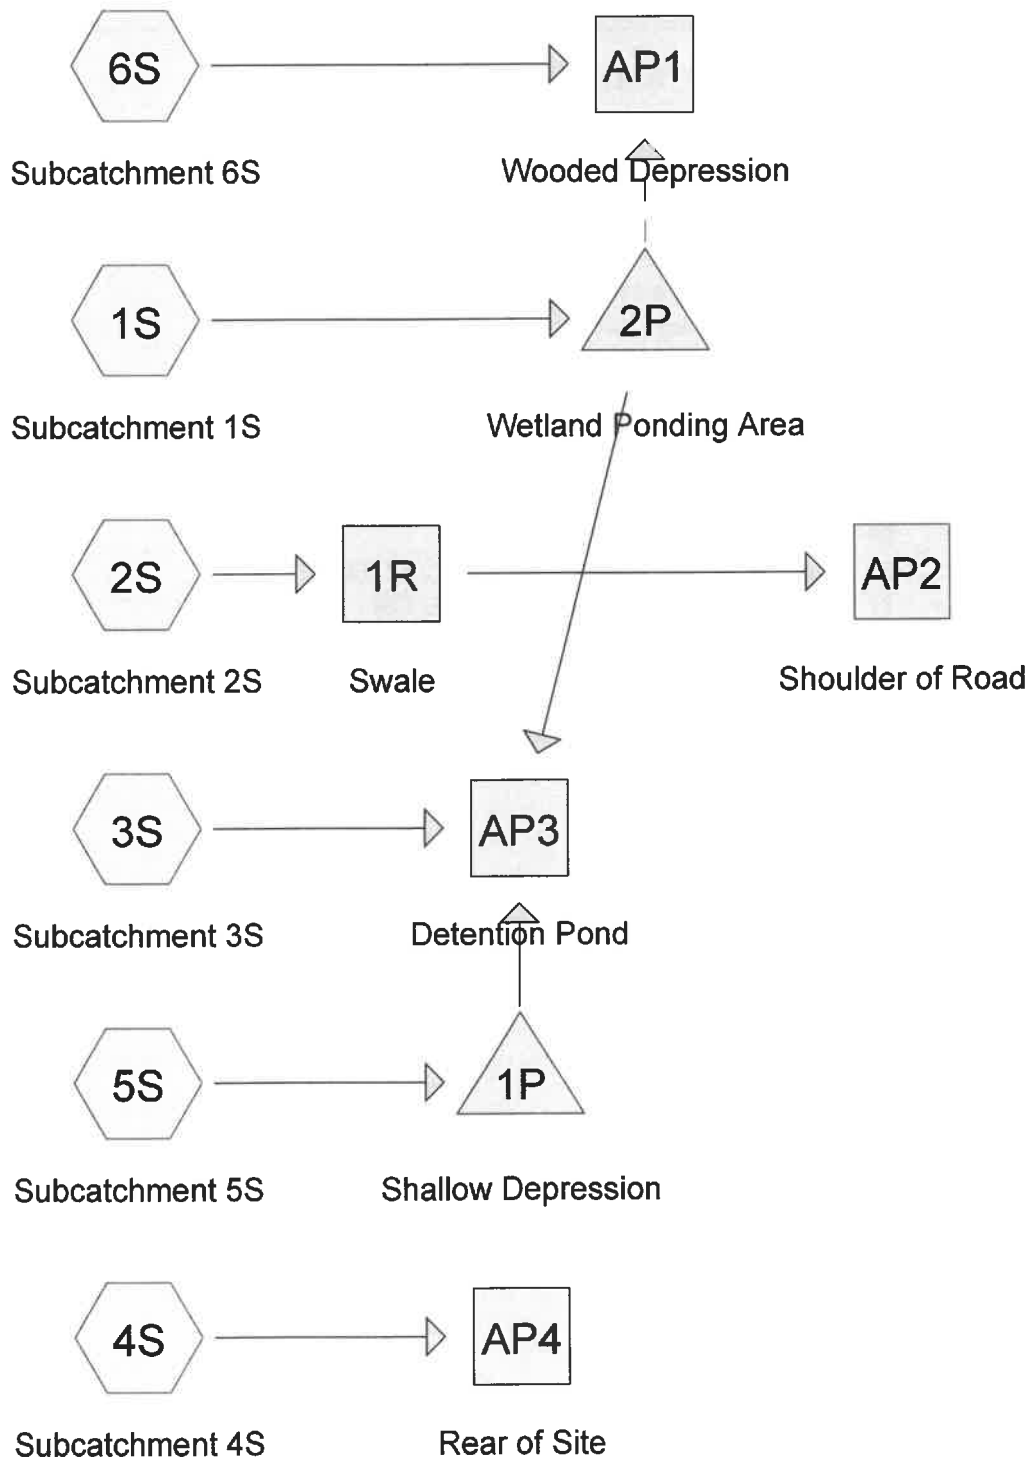 6S
AP1
Subcatchment 6S
Wooded Depression
1S
2P
Subcatchment 1S
Wetland Ponding Area
2S
1R
AP2
Subcatchment 2S
Swale
Shoulder of Road
3S
AP3
Subcatchment 3S
Detention Pond
5S
1P
Subcatchment 5S
Shallow Depression
4S
AP4
Subcatchment 4S
Rear of Site